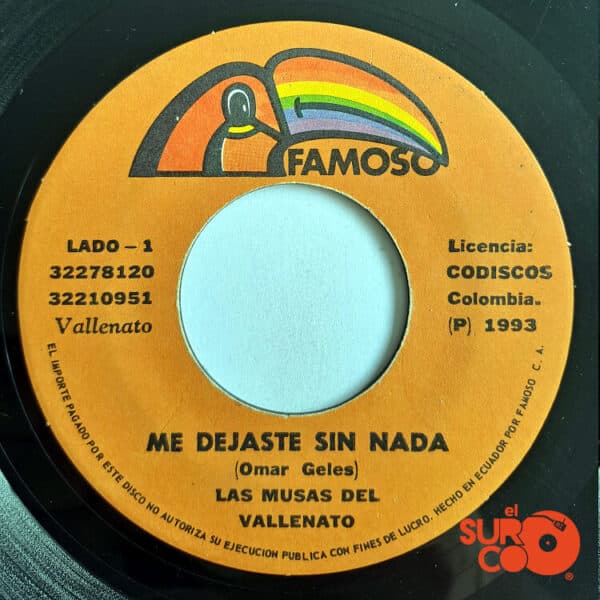 FAMOSO
LADO - 1
32278120
32210951
Vallenato
Licencia:
CODISCOS
Colombia.
(P) 1993
ME DEJASTE SIN NADA
(Omar Geles)
LAS MUSAS DEL
VALLENATO
EL IMPORTE PAGADO POR ESTE DISCO NO AUTORIZA SU EJECUCION PUBLICA CON FINES DE LUCRO. HECHO EN ECUADOR POR FAMOSO C. A.
el
SUR
CO
®